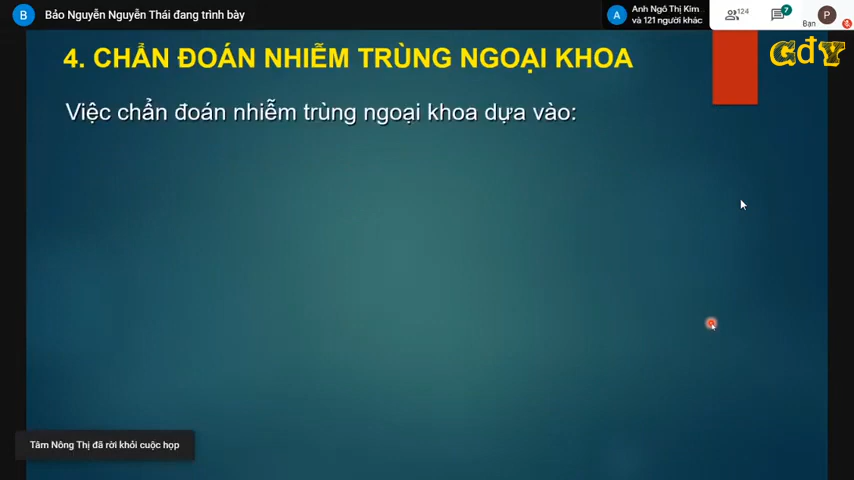 B Bảo Nguyễn Nguyễn Thái đang trình bày
A Anh Ngô Thị Kim
và 121 người khác
124
7
P
Bạn
GđY
4. CHẨN ĐOÁN NHIỄM TRÙNG NGOẠI KHOA
Việc chẩn đoán nhiễm trùng ngoại khoa dựa vào:
Tâm Nông Thị đã rời khỏi cuộc họp